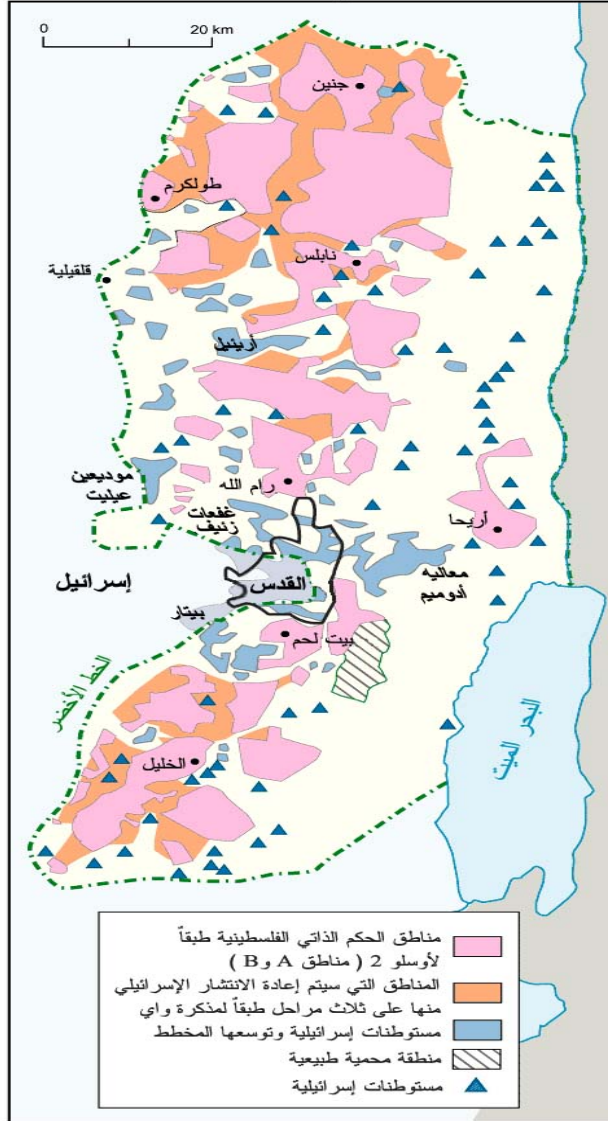 0 20 km
جنين
طولكرم
قلقيلية
نابلس
أريئيل
موديعين
عيليت
رام الله
غفعات
زئيف
أريحا
معاليه
أدوميم
إسرائيل
القدس
بيتار
بيت لحم
الخط الأخضر
البحر الميت
الخليل
مناطق الحكم الذاتي الفلسطينية طبقاً
لأوسلو 2 ( مناطق A و B )
المناطق التي سيتم إعادة الانتشار الإسرائيلي
منها على ثلاث مراحل طبقاً لمذكرة واي
مستوطنات إسرائيلية وتوسعها المخطط
منطقة محمية طبيعية
مستوطنات إسرائيلية